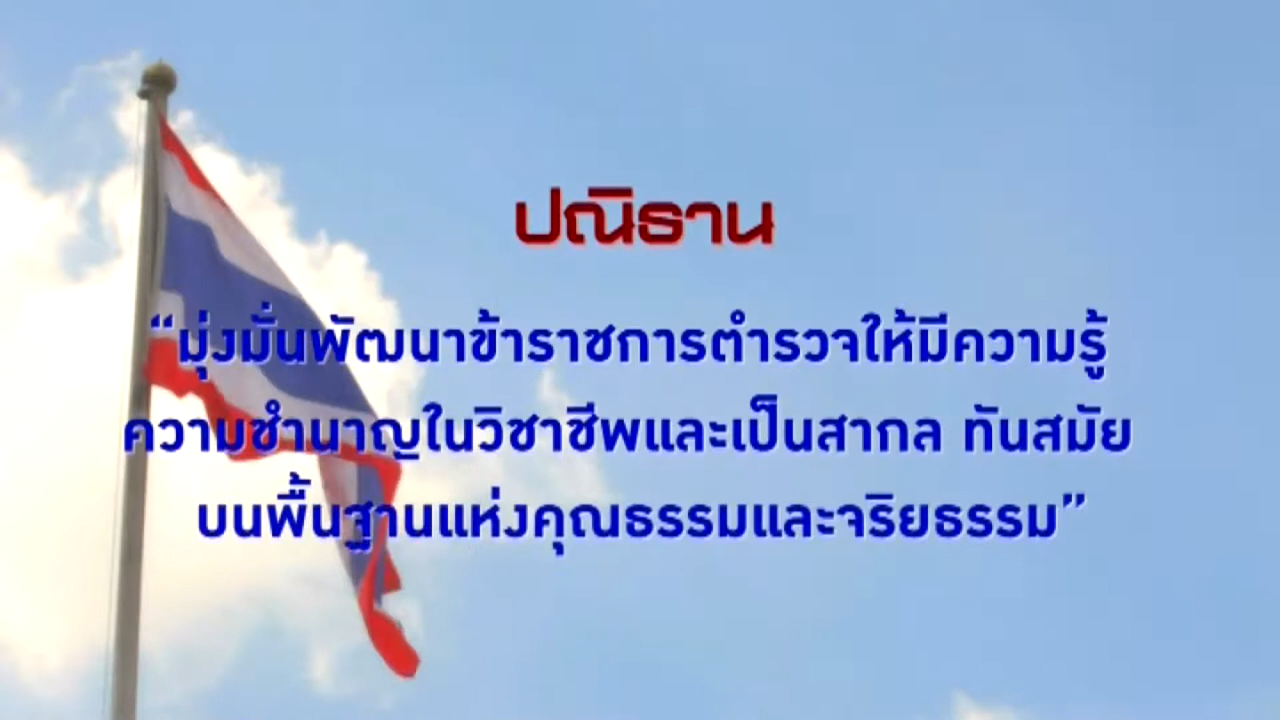 ปณิธาน
“มุ่งมั่นพัฒนาข้าราชการตำรวจให้มีความรู้
ความชำนาญในวิชาชีพและเป็นสากล ทันสมัย
บนพื้นฐานแห่งคุณธรรมและจริยธรรม”